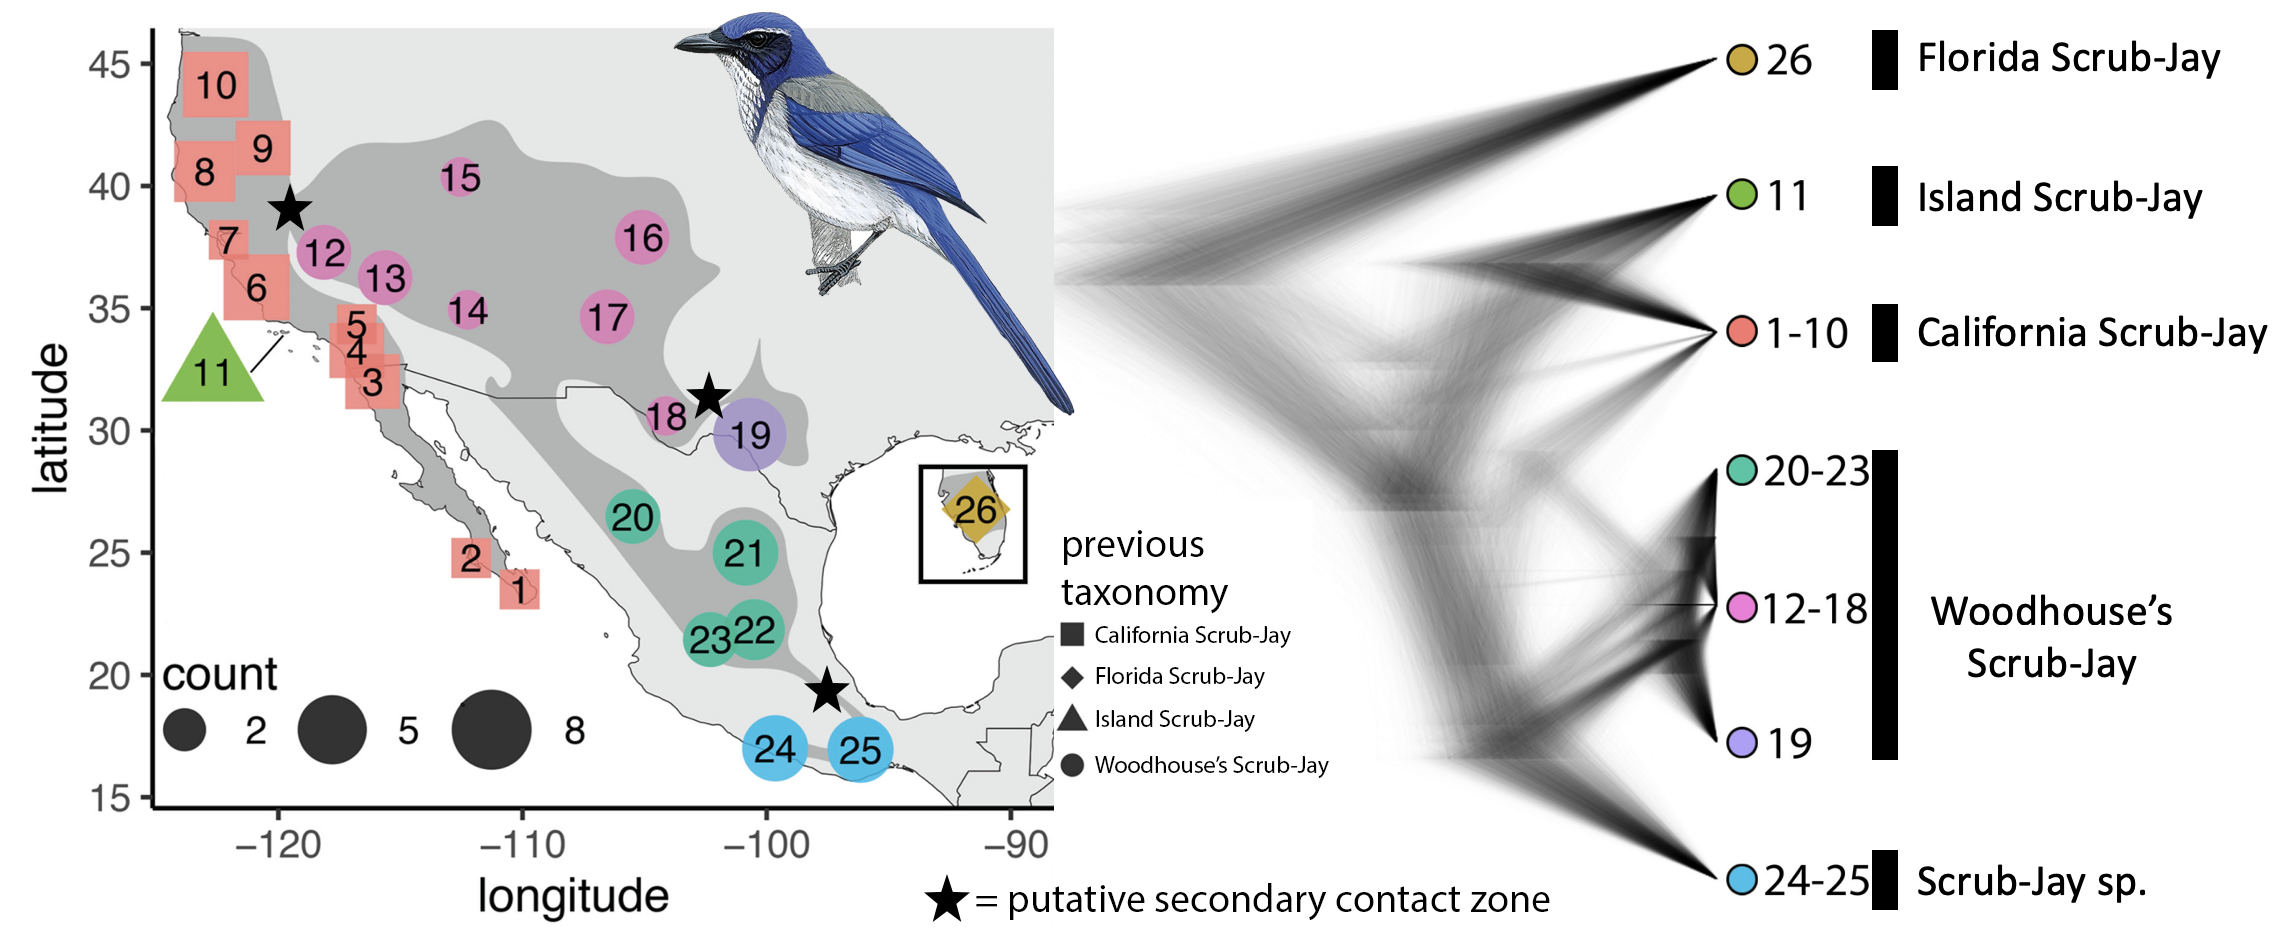 45
40
35
30
25
20
15
latitude
−120
−110
−100
−90
longitude
10
9
8
7
6
5
4
3
11
2
1
12
13
14
15
16
17
18
19
20
21
22
23
24
25
26
count
2
5
8
previous
taxonomy
California Scrub-Jay
Florida Scrub-Jay
Island Scrub-Jay
Woodhouse’s Scrub-Jay
= putative secondary contact zone
26 Florida Scrub-Jay
11 Island Scrub-Jay
1-10 California Scrub-Jay
20-23
12-18
19
Woodhouse’s
Scrub-Jay
24-25 Scrub-Jay sp.